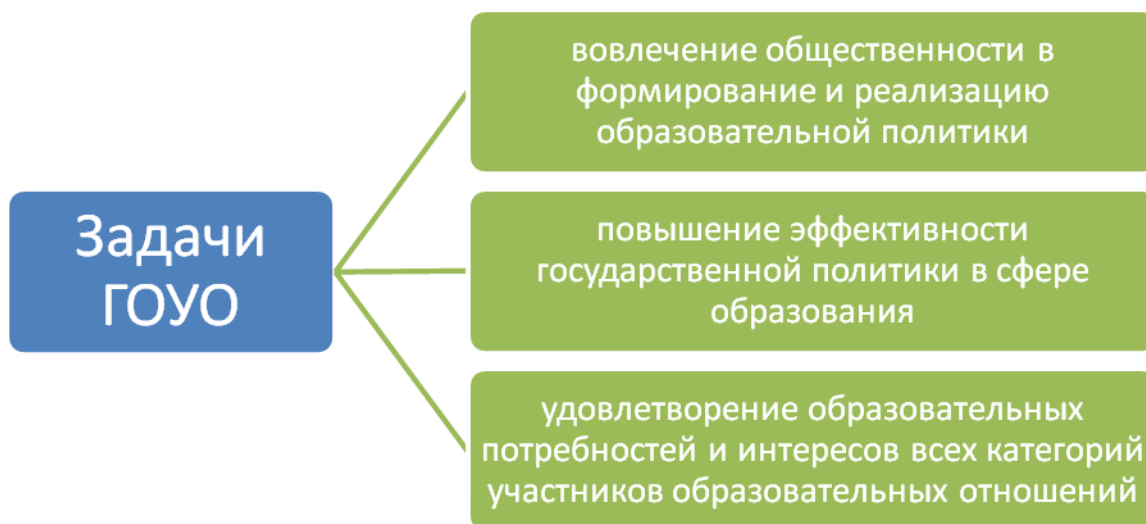 Задачи
ГОУО
вовлечение общественности в
формирование и реализацию
образовательной политики
повышение эффективности
государственной политики в сфере
образования
удовлетворение образовательных
потребностей и интересов всех категорий
участников образовательных отношений